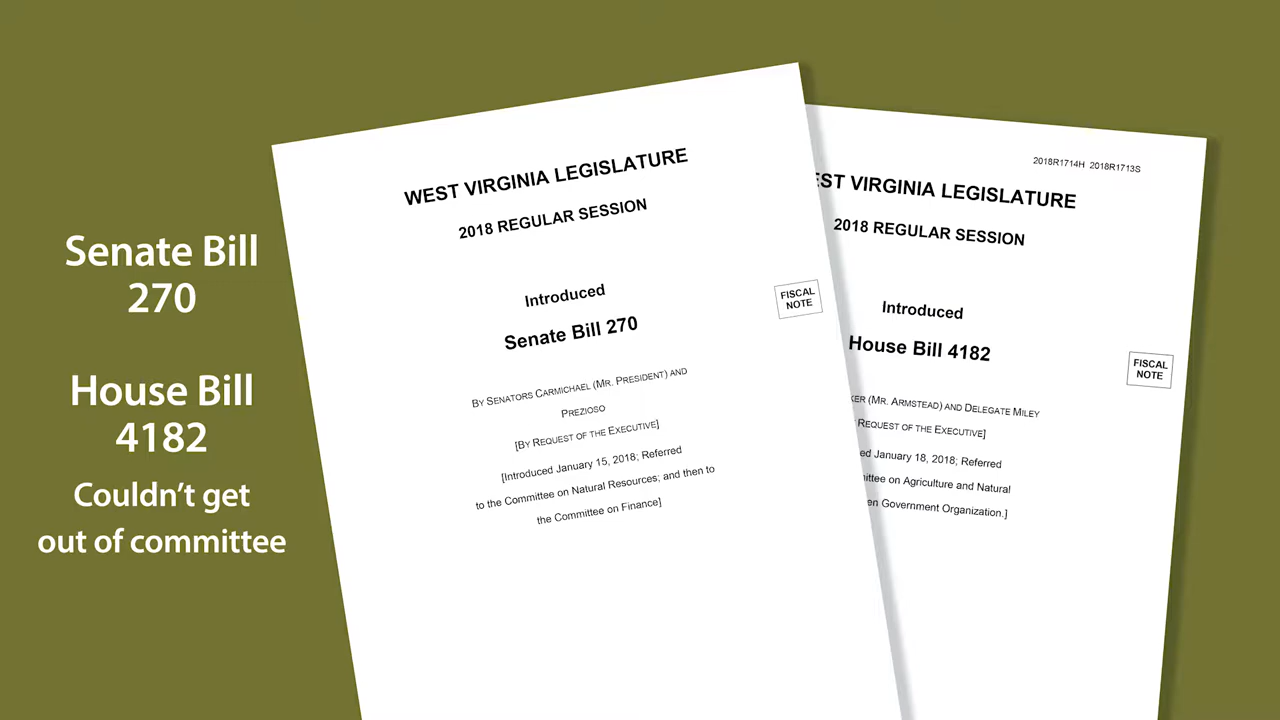 Senate Bill
270
House Bill
4182
Couldn’t get
out of committee
WEST VIRGINIA LEGISLATURE
2018 REGULAR SESSION
Introduced
Senate Bill 270
FISCAL
NOTE
BY SENATORS CARMICHAEL (MR. PRESIDENT) AND
PREZIOSO
[BY REQUEST OF THE EXECUTIVE]
[Introduced January 15, 2018; Referred
to the Committee on Natural Resources; and then to
the Committee on Finance]
2018R1714H 2018R1713S
VIRGINIA LEGISLATURE
2018 REGULAR SESSION
Introduced
House Bill 4182
FISCAL
NOTE
(MR. ARMSTEAD) AND DELEGATE MILEY
REQUEST OF THE EXECUTIVE]
January 18, 2018; Referred
on Agriculture and Natural
Government Organization.]